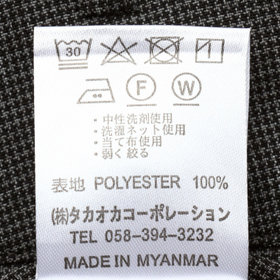 30
F W
・中性洗剤使用
・洗濯ネット使用
・当て布使用
・弱く絞る
表地 POLYESTER 100%
㈱タカオカコーポレーション
TEL 058-394-3232
MADE IN MYANMAR